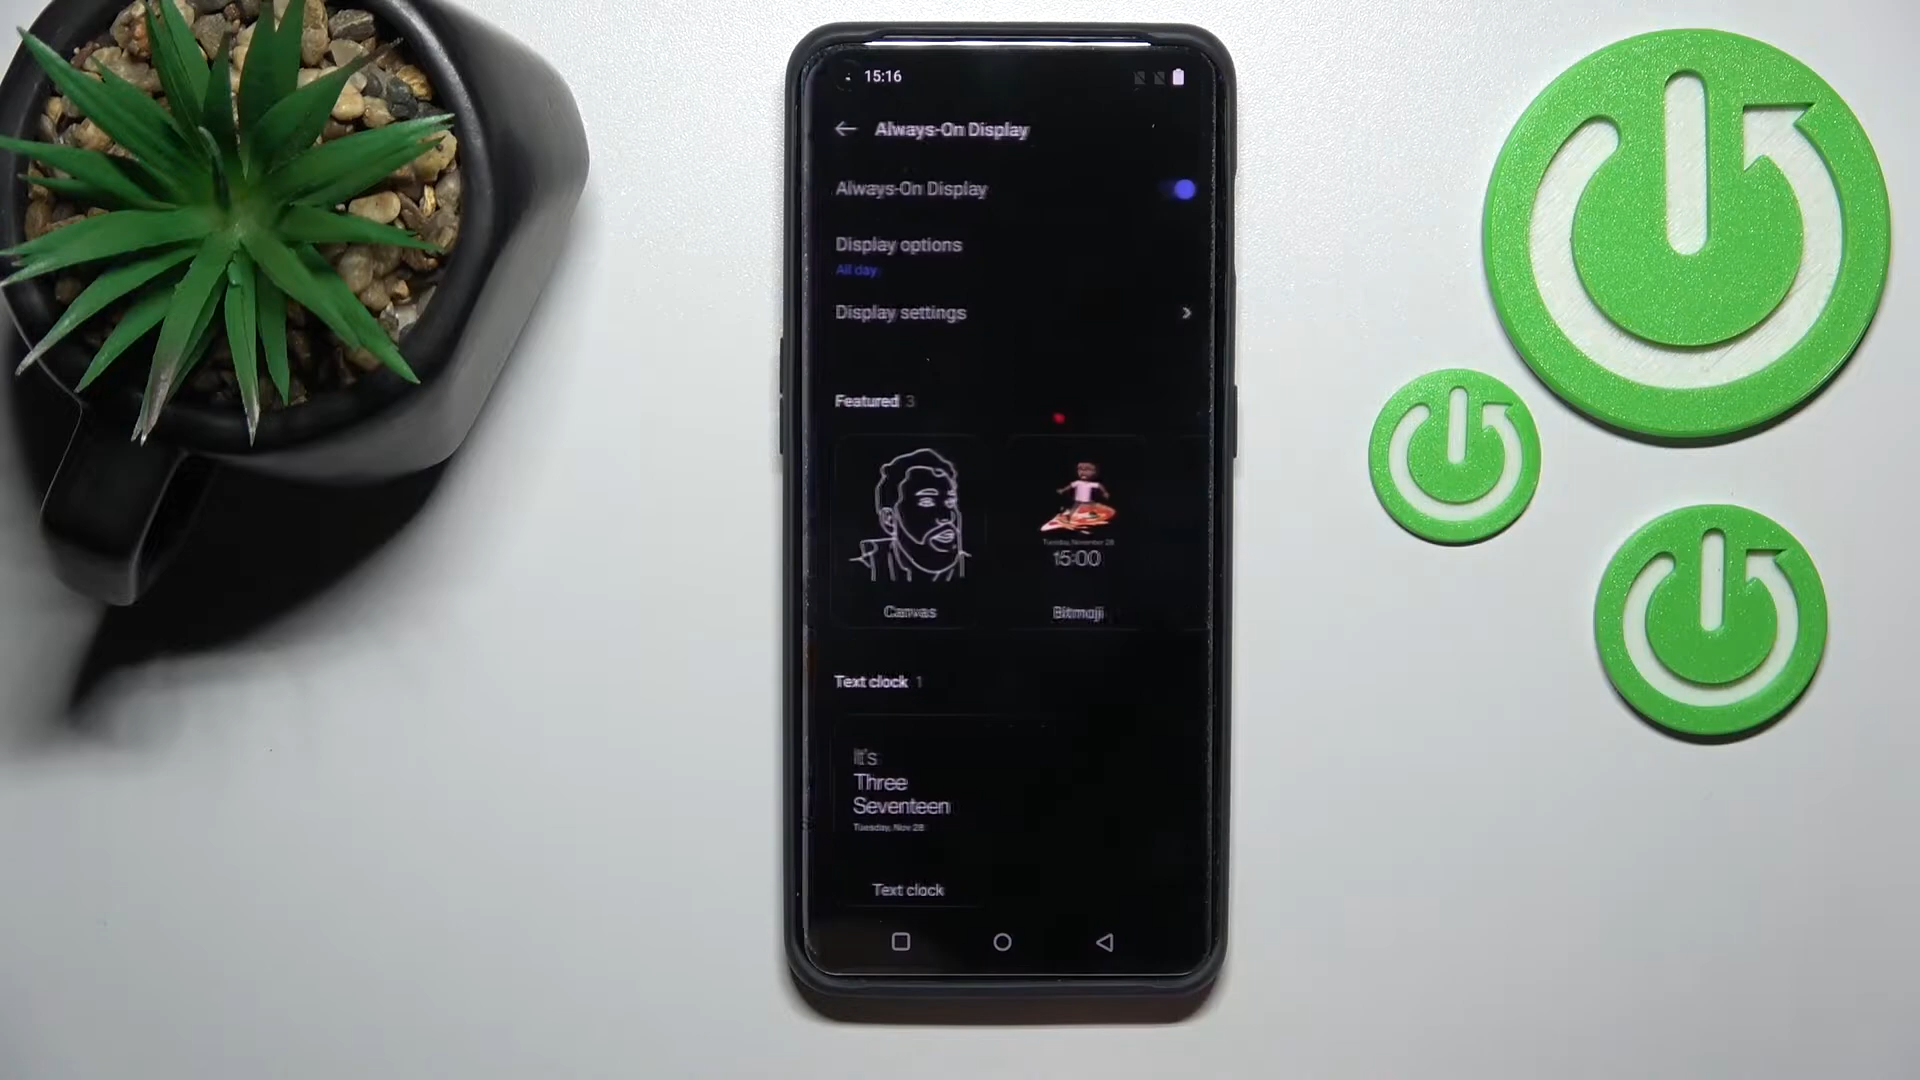 15:16
Always-On Display
Always-On Display
Display options
All day
Display settings
Featured 3
Tuesday, November 28
15:00
Canvas
Bitmoji
Text clock 1
It's
Three
Seventeen
Tuesday, Nov 28
Text clock